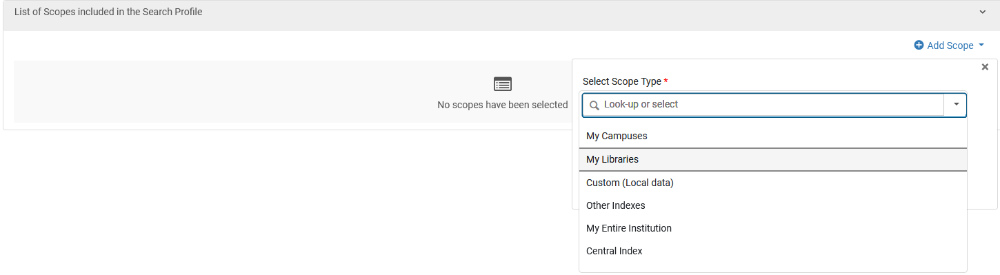 List of Scopes included in the Search Profile
Add Scope
No scopes have been selected
Select Scope Type *
Look-up or select
My Campuses
My Libraries
Custom (Local data)
Other Indexes
My Entire Institution
Central Index